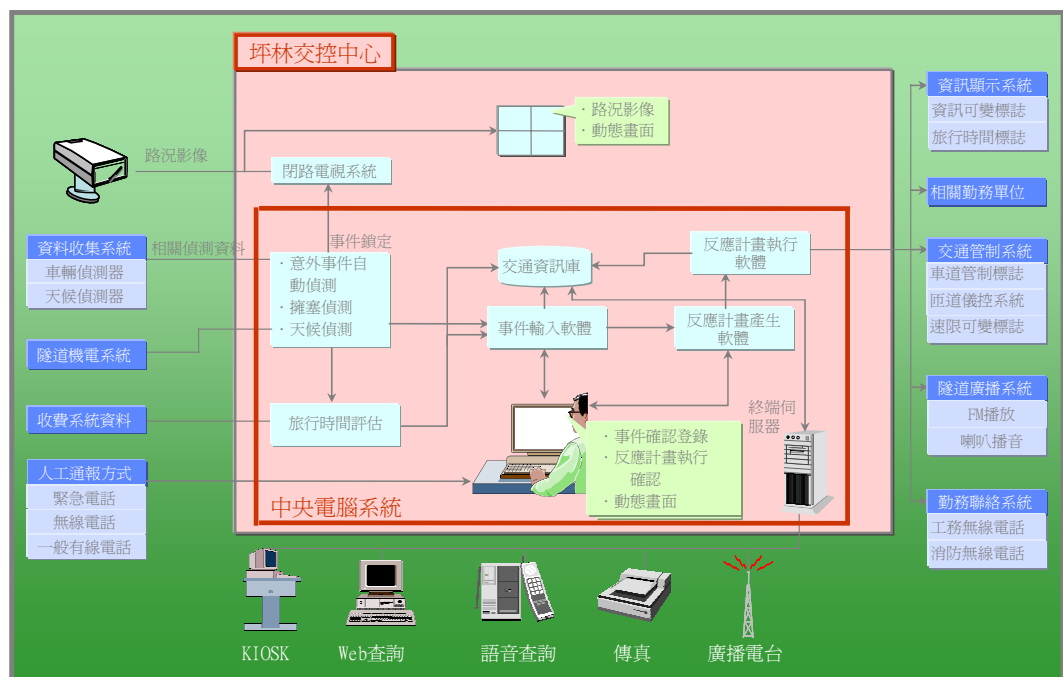 坪林交控中心
路況影像
閉路電視系統
·路況影像
·動態畫面
資料收集系統
車輛偵測器
天候偵測器
相關偵測資料
隧道機電系統
收費系統資料
人工通報方式
緊急電話
無線電話
一般有線電話
事件鎖定
·意外事件自
動偵測
·擁塞偵測
·天候偵測
旅行時間評估
交通資訊庫
事件輸入軟體
反應計畫執行
軟體
反應計畫產生
軟體
終端伺
服器
·事件確認登錄
·反應計畫執行
確認
·動態畫面
中央電腦系統
資訊顯示系統
資訊可變標誌
旅行時間標誌
相關勤務單位
交通管制系統
車道管制標誌
匝道儀控系統
速限可變標誌
隧道廣播系統
FM播放
喇叭播音
勤務聯絡系統
工務無線電話
消防無線電話
KIOSK
Web查詢
語音查詢
傳真
廣播電台